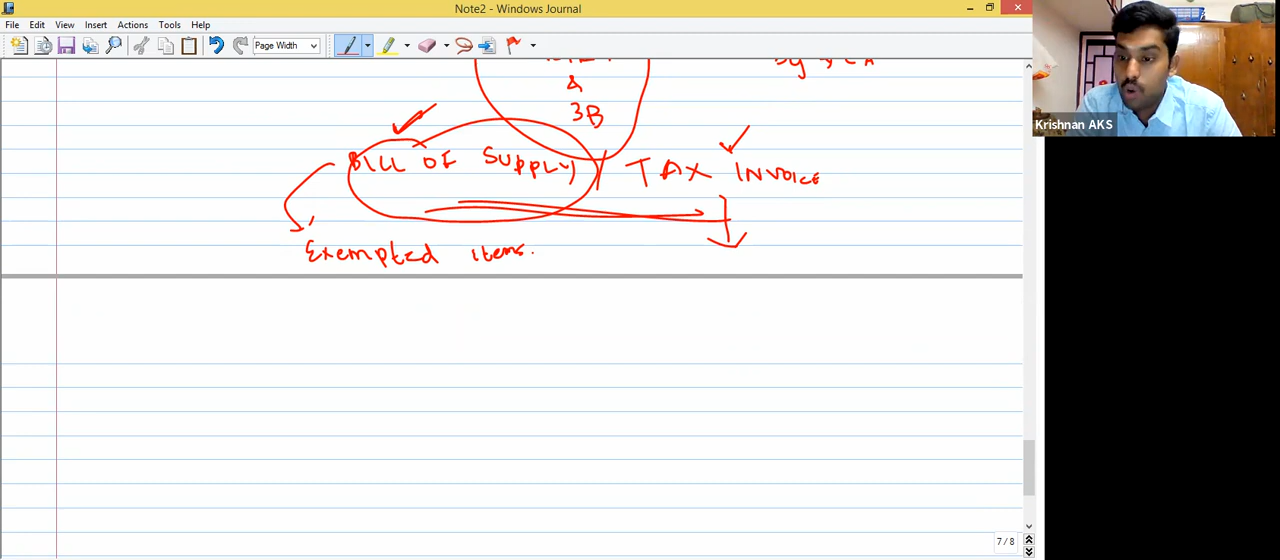 Note2 - Windows Journal
File Edit View Insert Actions Tools Help
Page Width
&
3B
BILL OF SUPPLY / TAX INVOICE
Exempted items.
Krishnan AKS
7 / 8